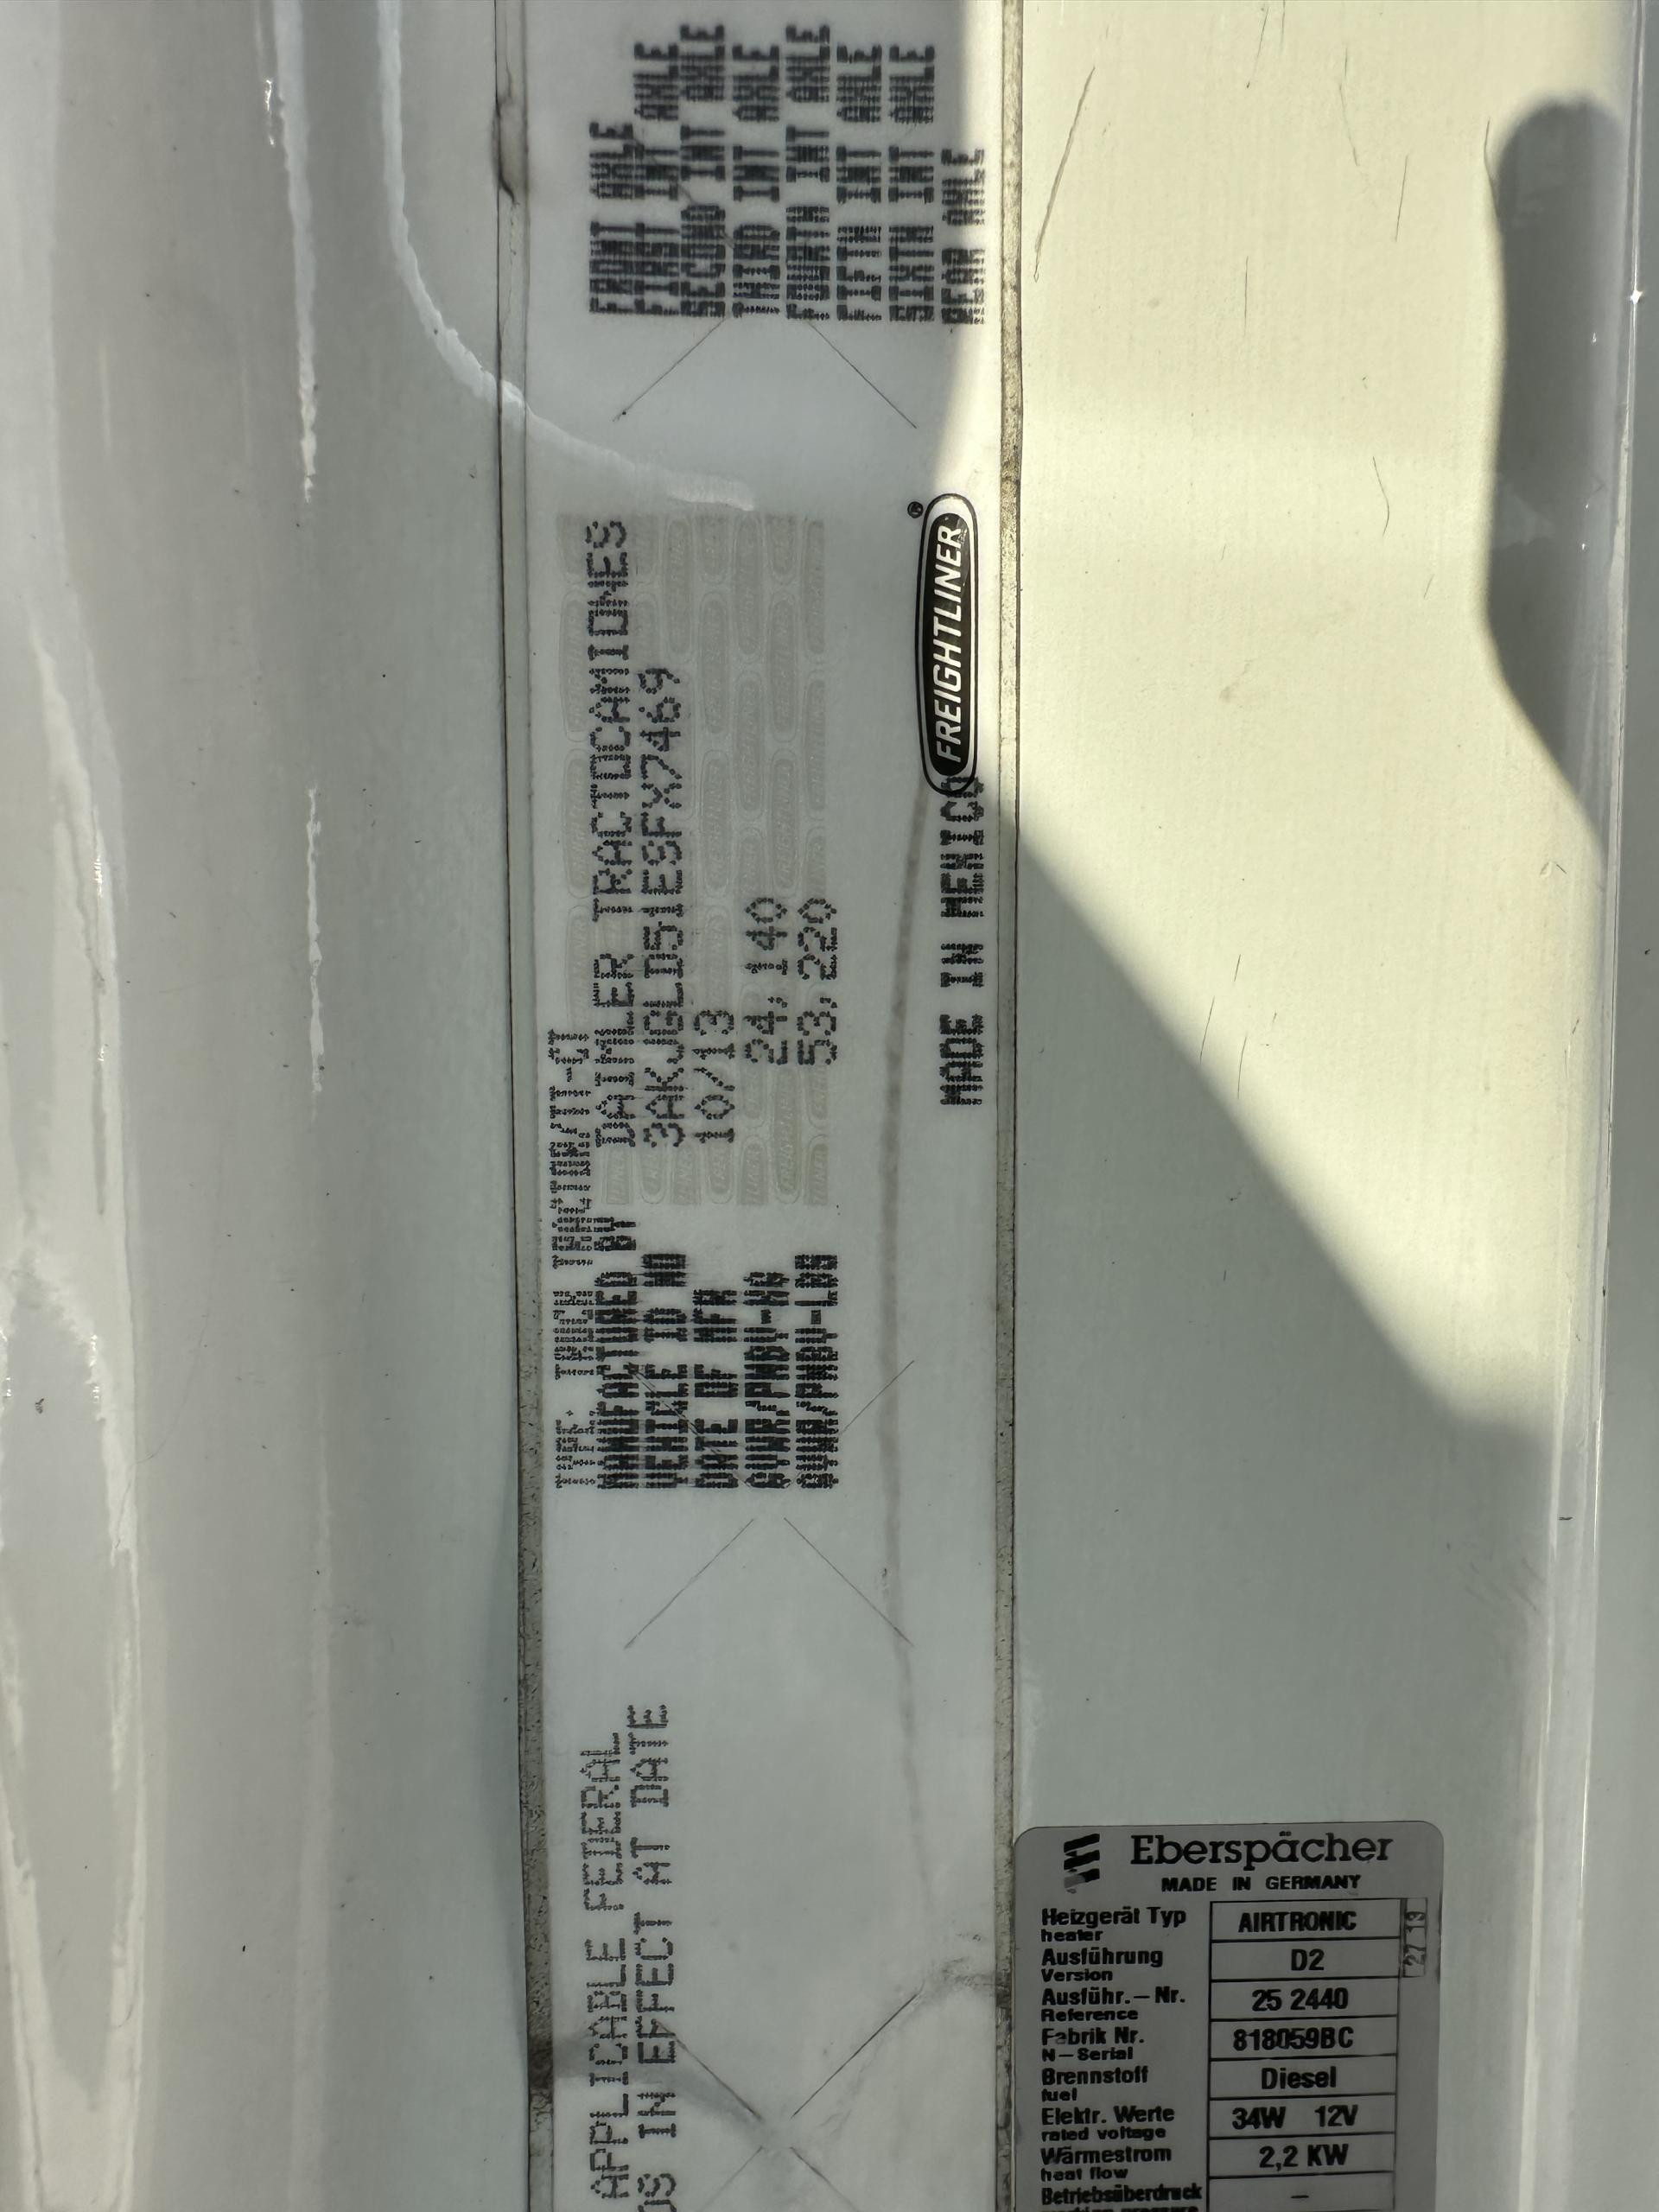 APPLICABLE FEDERAL
IN EFFECT AT DATE
MANUFACTURED BY DAIMLER TRACTOCAMIONES
VEHICLE ID NO 3AKJGLD51ESFX7469
DATE OF MFR 10/13
GVWR/PNBV-KG 24,140
GVWR/PNBV-LBS 53,220
MADE IN MEXICO
FREIGHTLINER®
FRONT AXLE
FIRST INT AXLE
SECOND INT AXLE
THIRD INT AXLE
FOURTH INT AXLE
FIFTH INT AXLE
SIXTH INT AXLE
REAR AXLE
Eberspächer
MADE IN GERMANY
Heizgerät Typ AIRTRONIC
heater
Ausführung D2
Version
Ausführ.-Nr. 25 2440
Reference
Fabrik Nr. 818059BC
N-Serial
Brennstoff Diesel
fuel
Elektr. Werte 34W 12V
rated voltage
Wärmestrom 2,2 KW
heat flow
Betriebsüberdruck –
27 13